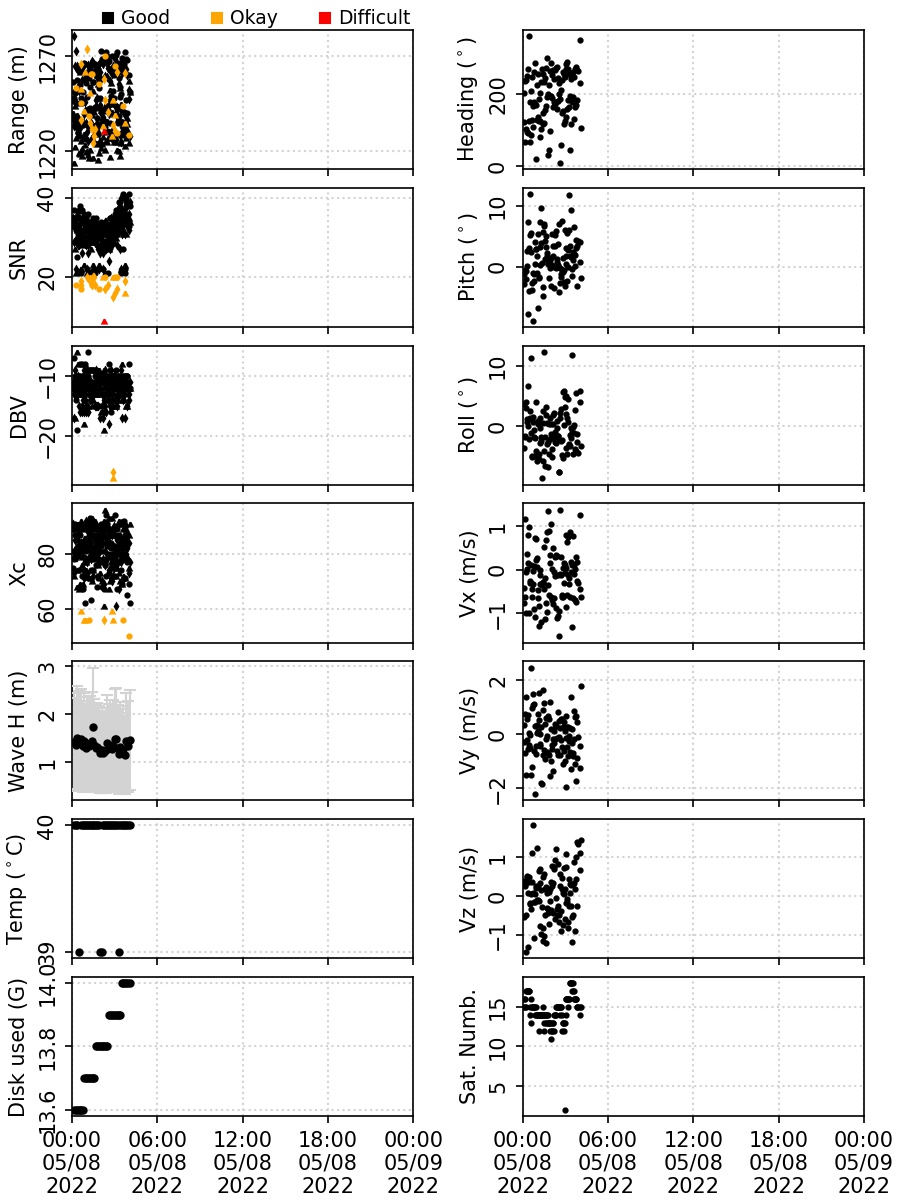 Good Okay Difficult
Range (m)
1270
1220
Heading (°)
200
0
SNR
40
20
Pitch (°)
10
0
DBV
−10
−20
Roll (°)
10
0
Xc
80
60
Vx (m/s)
1
0
−1
Wave H (m)
3
2
1
Vy (m/s)
2
0
−2
Temp (°C)
40
39
Vz (m/s)
1
0
−1
Disk used (G)
14.0
13.8
13.6
Sat. Numb.
15
10
5
00:00 06:00 12:00 18:00 00:00
05/08 05/08 05/08 05/08 05/09
2022 2022 2022 2022 2022
00:00 06:00 12:00 18:00 00:00
05/08 05/08 05/08 05/08 05/09
2022 2022 2022 2022 2022